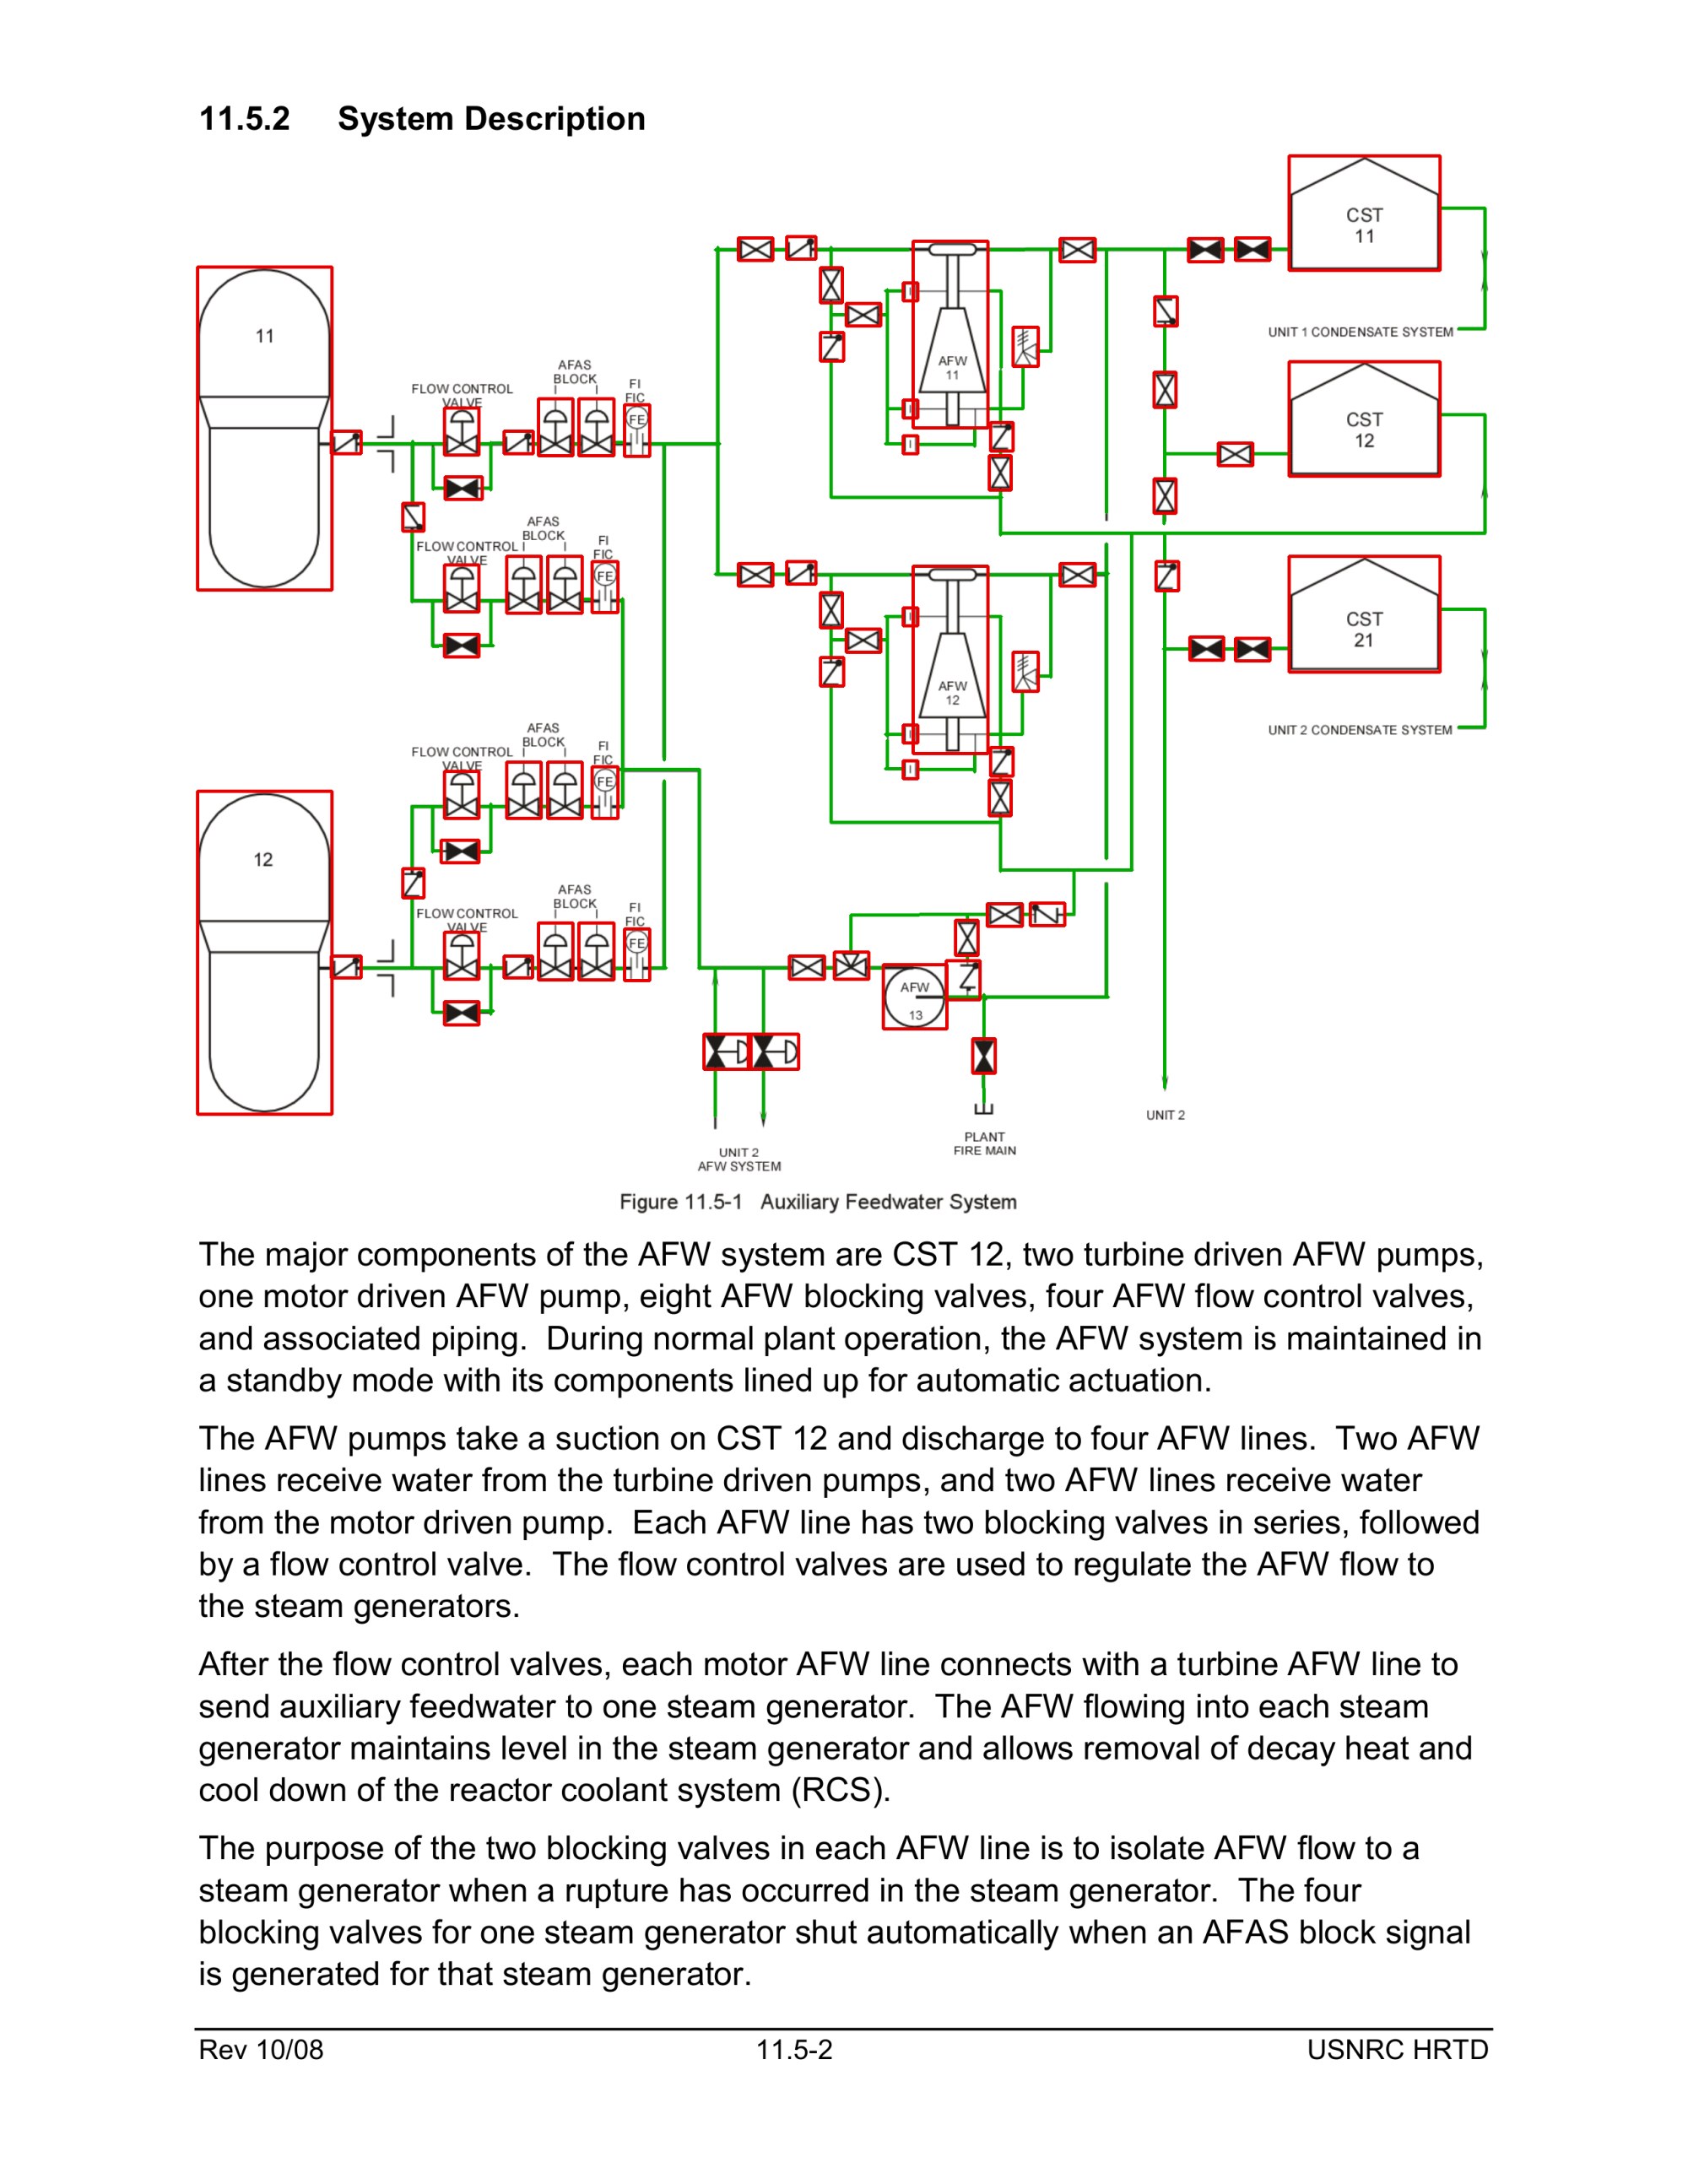 11.5.2 System Description
CST
11
UNIT 1 CONDENSATE SYSTEM
11
AFW
11
CST
12
AFAS
BLOCK
FI
FIC
FLOW CONTROL
VALVE
FE
AFAS
BLOCK
FI
FIC
FLOW CONTROL
VALVE
FE
CST
21
AFW
12
UNIT 2 CONDENSATE SYSTEM
AFAS
BLOCK
FI
FIC
FLOW CONTROL
VALVE
FE
12
AFAS
BLOCK
FI
FIC
FLOW CONTROL
VALVE
FE
AFW
13
UNIT 2
PLANT
FIRE MAIN
UNIT 2
AFW SYSTEM
Figure 11.5-1 Auxiliary Feedwater System
The major components of the AFW system are CST 12, two turbine driven AFW pumps,
one motor driven AFW pump, eight AFW blocking valves, four AFW flow control valves,
and associated piping. During normal plant operation, the AFW system is maintained in
a standby mode with its components lined up for automatic actuation.
The AFW pumps take a suction on CST 12 and discharge to four AFW lines. Two AFW
lines receive water from the turbine driven pumps, and two AFW lines receive water
from the motor driven pump. Each AFW line has two blocking valves in series, followed
by a flow control valve. The flow control valves are used to regulate the AFW flow to
the steam generators.
After the flow control valves, each motor AFW line connects with a turbine AFW line to
send auxiliary feedwater to one steam generator. The AFW flowing into each steam
generator maintains level in the steam generator and allows removal of decay heat and
cool down of the reactor coolant system (RCS).
The purpose of the two blocking valves in each AFW line is to isolate AFW flow to a
steam generator when a rupture has occurred in the steam generator. The four
blocking valves for one steam generator shut automatically when an AFAS block signal
is generated for that steam generator.
Rev 10/08 11.5-2 USNRC HRTD